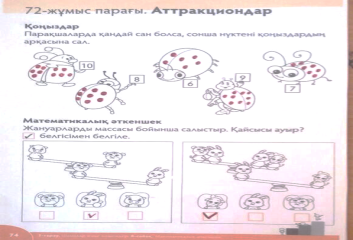 72-жұмыс парағы. Аттракциондар
Қоңыздар
Парақшаларда қандай сан болса, сонша нүктені қоңыздардың
арқасына сал.
10
8
6
9
7
Математикалық әткеншек
Жануарларды массасы бойынша салыстыр. Қайсысы ауыр?
белгісімен белгіле.
74